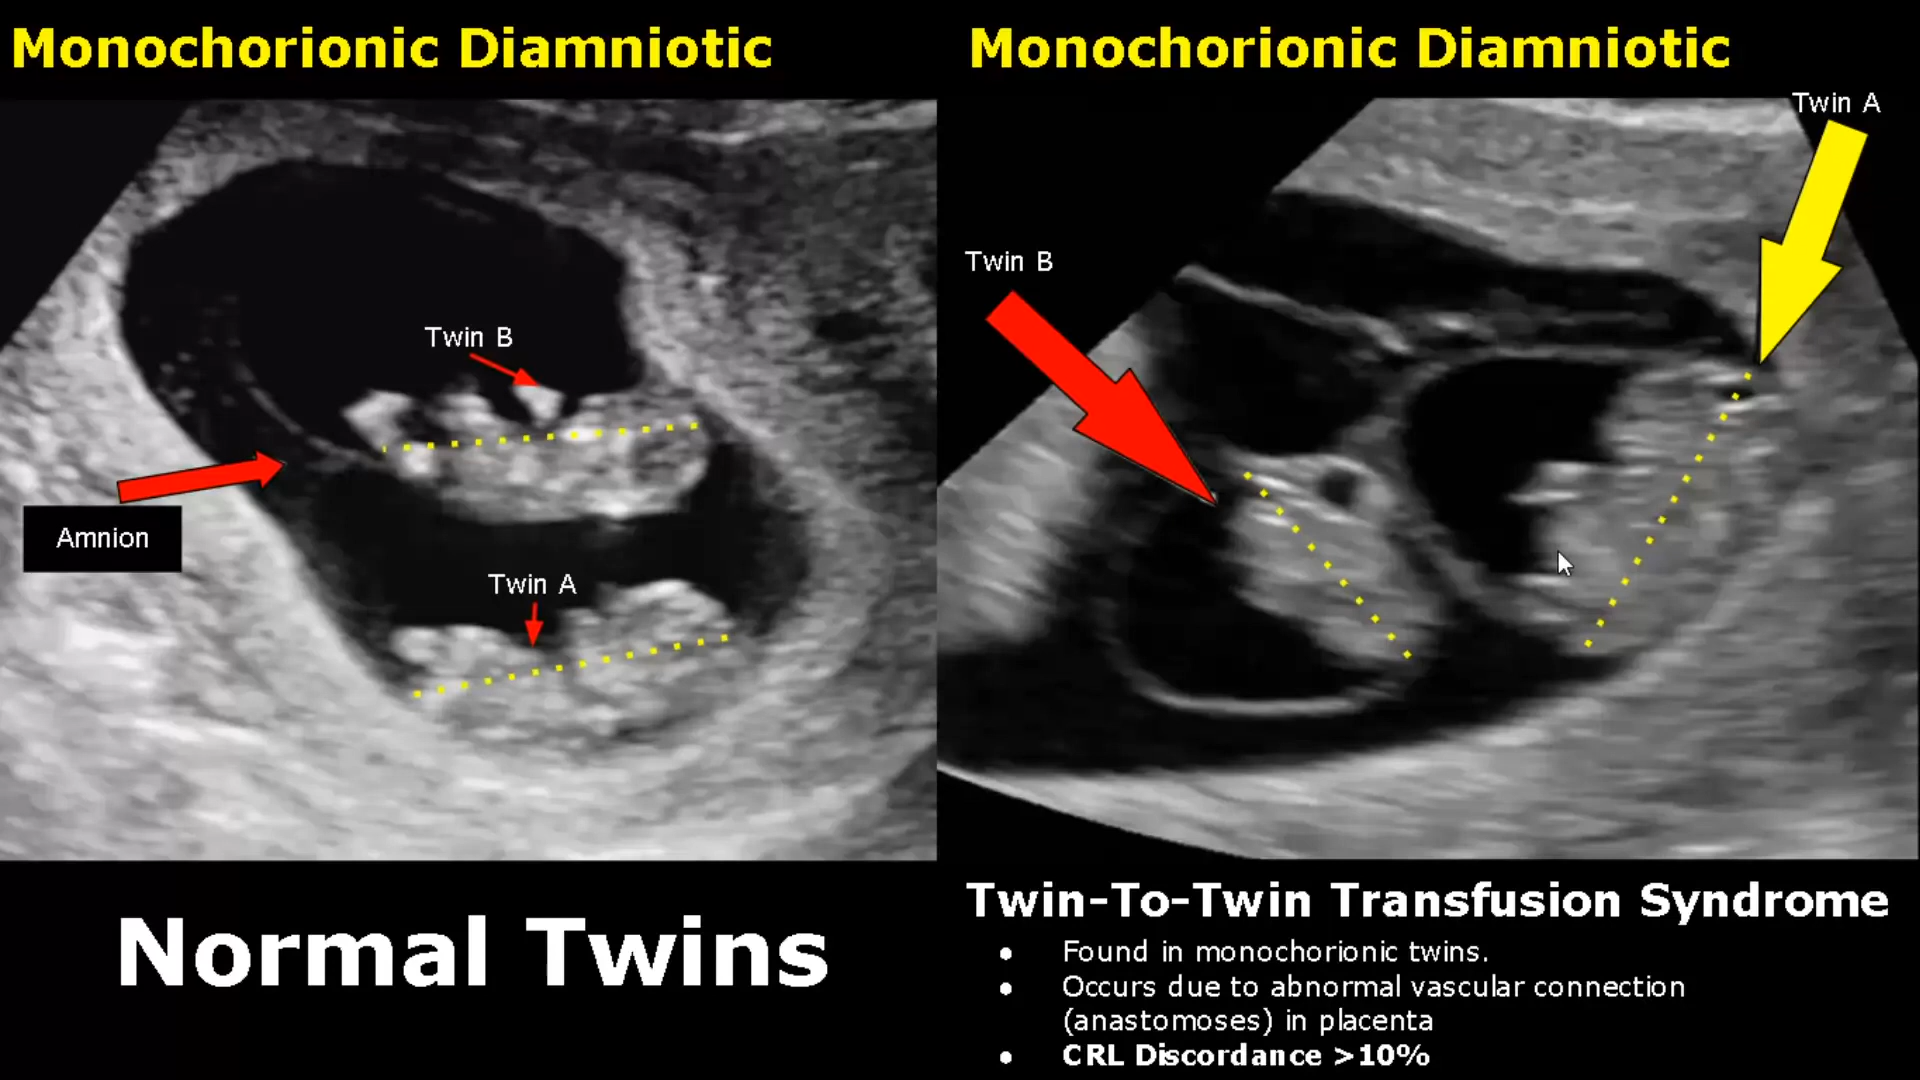 Monochorionic Diamniotic
Twin B
Amnion
Twin A
Normal Twins
Monochorionic Diamniotic
Twin A
Twin B
Twin-To-Twin Transfusion Syndrome
● Found in monochorionic twins.
● Occurs due to abnormal vascular connection
(anastomoses) in placenta
● CRL Discordance >10%